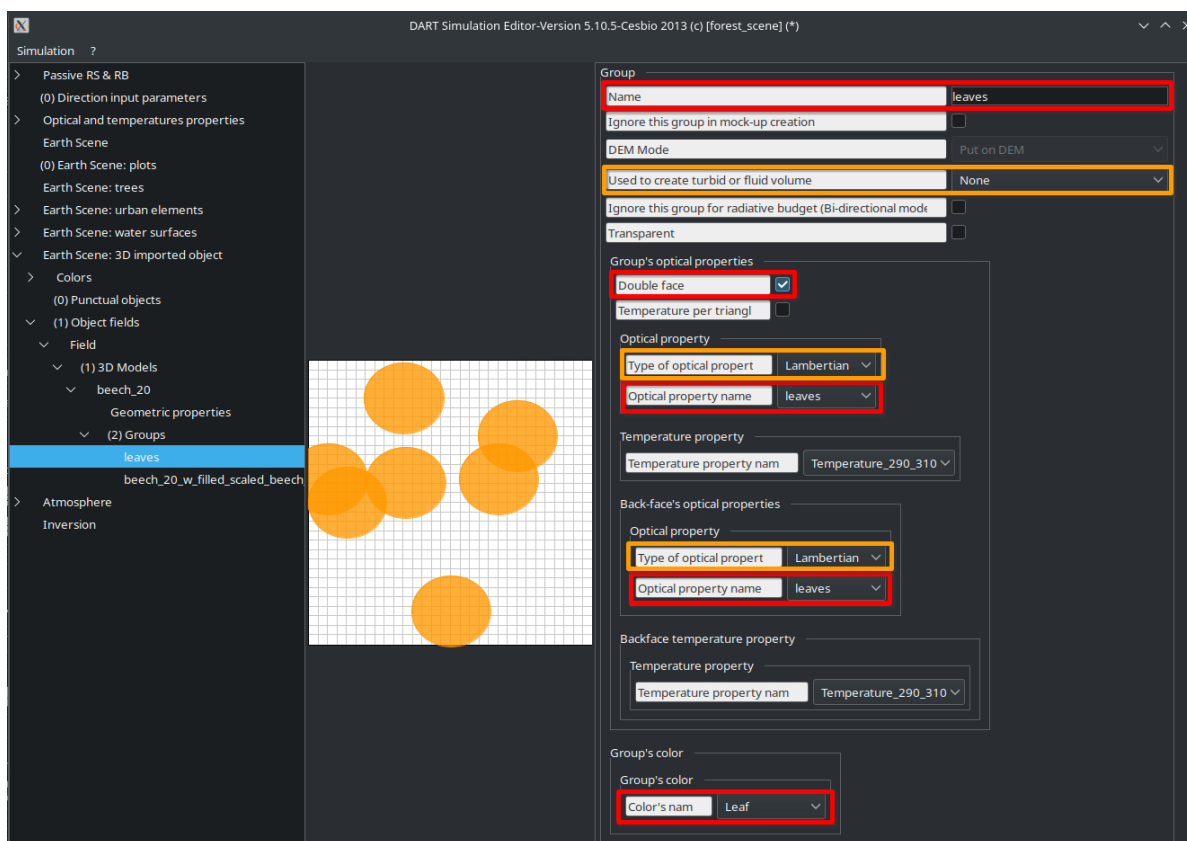 DART Simulation Editor-Version 5.10.5-Cesbio 2013 (c) [forest_scene] (*)
Simulation ?
Passive RS & RB
(0) Direction input parameters
Optical and temperatures properties
Earth Scene
(0) Earth Scene: plots
Earth Scene: trees
Earth Scene: urban elements
Earth Scene: water surfaces
Earth Scene: 3D imported object
Colors
(0) Punctual objects
(1) Object fields
Field
(1) 3D Models
beech_20
Geometric properties
(2) Groups
leaves
beech_20_w_filled_scaled_beech_
Atmosphere
Inversion
Group
Name leaves
Ignore this group in mock-up creation
DEM Mode Put on DEM
Used to create turbid or fluid volume None
Ignore this group for radiative budget (Bi-directional mode
Transparent
Group's optical properties
Double face
Temperature per triangl
Optical property
Type of optical propert Lambertian
Optical property name leaves
Temperature property
Temperature property nam Temperature_290_310
Back-face's optical properties
Optical property
Type of optical propert Lambertian
Optical property name leaves
Backface temperature property
Temperature property
Temperature property nam Temperature_290_310
Group's color
Group's color
Color's nam Leaf